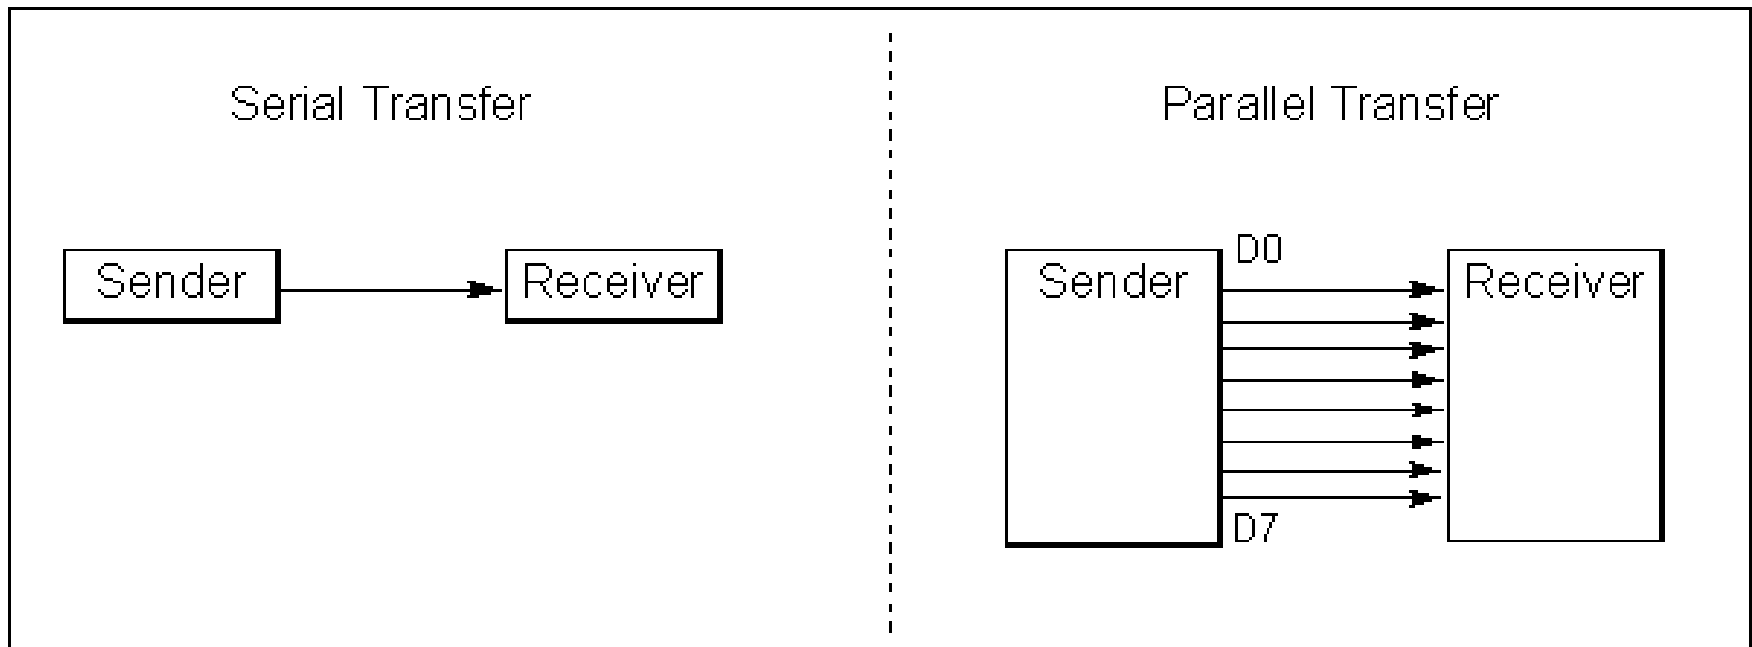 Serial Transfer
Sender
Receiver
Parallel Transfer
D0
Sender
Receiver
D7